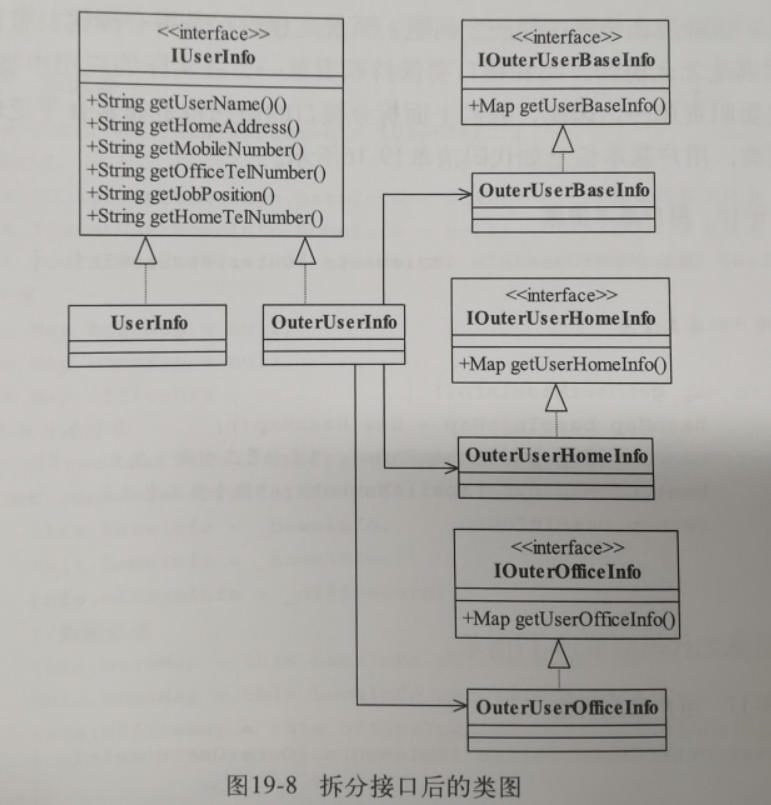 <<interface>>
IUserInfo
+String getUserName()()
+String getHomeAddress()
+String getMobileNumber()
+String getOfficeTelNumber()
+String getJobPosition()
+String getHomeTelNumber()
UserInfo
OuterUserInfo
<<interface>>
IOuterUserBaseInfo
+Map getUserBaseInfo()
OuterUserBaseInfo
<<interface>>
IOuterUserHomeInfo
+Map getUserHomeInfo()
OuterUserHomeInfo
<<interface>>
IOuterOfficeInfo
+Map getUserOfficeInfo()
OuterUserOfficeInfo
图19-8 拆分接口后的类图